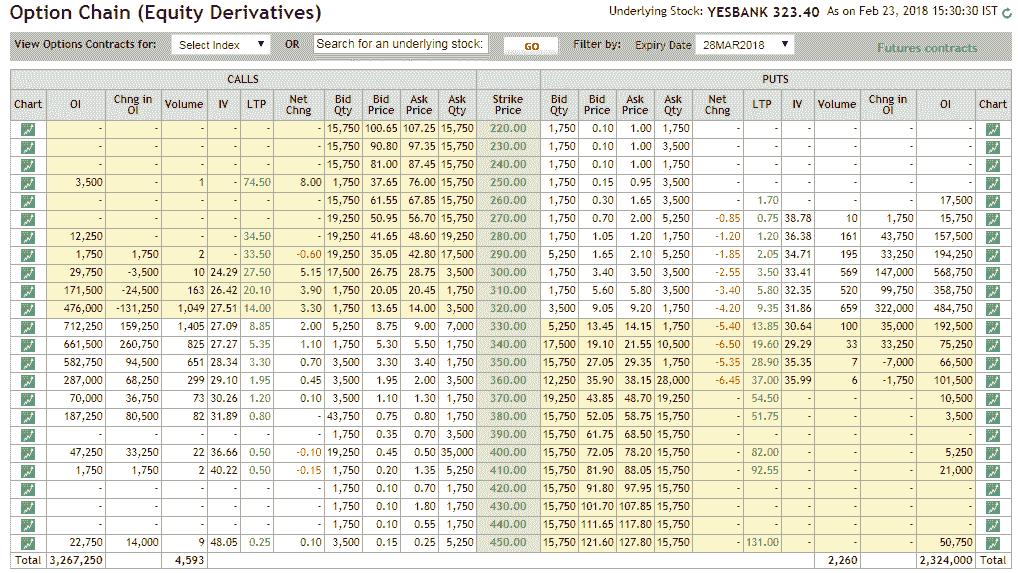 Option Chain (Equity Derivatives)
Underlying Stock: YESBANK 323.40 As on Feb 23, 2018 15:30:30 IST
View Options Contracts for: Select Index OR Search for an underlying stock: GO Filter by: Expiry Date 28MAR2018 Futures contracts
CALLS PUTS
Chart OI Chng in OI Volume IV LTP Net Chng Bid Qty Bid Price Ask Price Ask Qty Strike Price Bid Qty Bid Price Ask Price Ask Qty Net Chng LTP IV Volume Chng in OI OI Chart
- - - - - - 15,750 100.65 107.25 15,750 220.00 1,750 0.10 1.00 1,750 - - - - - -
- - - - - - 15,750 90.80 97.35 15,750 230.00 1,750 0.10 1.00 3,500 - - - - - -
- - - - - - 15,750 81.00 87.45 15,750 240.00 1,750 0.10 1.00 1,750 - - - - - -
3,500 - 1 - 74.50 8.00 1,750 37.65 76.00 15,750 250.00 1,750 0.15 0.95 3,500 - - - - - -
- - - - - - 15,750 61.55 67.85 15,750 260.00 1,750 0.30 1.65 3,500 - 1.70 - - - 17,500
- - - - - - 19,250 50.95 56.70 15,750 270.00 1,750 0.70 2.00 5,250 -0.85 0.75 38.78 10 1,750 15,750
12,250 - - - 34.50 - 19,250 41.65 48.60 19,250 280.00 1,750 1.05 1.20 1,750 -1.20 1.20 36.38 161 43,750 157,500
1,750 1,750 2 - 33.50 -0.60 19,250 35.05 42.80 17,500 290.00 5,250 1.65 2.10 5,250 -1.85 2.05 34.71 195 33,250 194,250
29,750 -3,500 10 24.29 27.50 5.15 17,500 26.75 28.75 3,500 300.00 1,750 3.40 3.50 3,500 -2.55 3.50 33.41 569 147,000 568,750
171,500 -24,500 163 26.42 20.10 3.90 1,750 20.05 20.45 1,750 310.00 1,750 5.60 5.80 3,500 -3.40 5.80 32.35 520 99,750 358,750
476,000 -131,250 1,049 27.51 14.00 3.30 1,750 13.65 14.00 3,500 320.00 3,500 9.05 9.20 1,750 -4.20 9.35 31.86 659 322,000 484,750
712,250 159,250 1,405 27.09 8.85 2.00 5,250 8.75 9.00 7,000 330.00 5,250 13.45 14.15 1,750 -5.40 13.85 30.64 100 35,000 192,500
661,500 260,750 825 27.27 5.35 1.10 1,750 5.30 5.50 1,750 340.00 17,500 19.10 21.55 10,500 -6.50 19.60 29.29 33 33,250 75,250
582,750 94,500 651 28.34 3.30 0.70 3,500 3.30 3.40 1,750 350.00 15,750 27.05 29.35 1,750 -5.35 28.90 35.35 7 -7,000 66,500
287,000 68,250 299 29.10 1.95 0.45 3,500 1.95 2.00 3,500 360.00 12,250 35.90 38.15 28,000 -6.45 37.00 35.99 6 -1,750 101,500
70,000 36,750 73 30.26 1.20 0.10 3,500 1.10 1.30 1,750 370.00 19,250 43.85 48.70 19,250 - 54.50 - - - 10,500
187,250 80,500 82 31.89 0.80 - 43,750 0.75 0.80 1,750 380.00 15,750 52.05 58.75 15,750 - 51.75 - - - 3,500
- - - - - - 1,750 0.35 0.70 3,500 390.00 15,750 61.75 68.50 15,750 - - - - - -
47,250 33,250 22 36.66 0.50 -0.10 19,250 0.45 0.50 35,000 400.00 15,750 72.05 78.20 15,750 - 82.00 - - - 5,250
1,750 1,750 2 40.22 0.50 -0.15 1,750 0.20 1.35 5,250 410.00 15,750 81.90 88.05 15,750 - 92.55 - - - 21,000
- - - - - - 1,750 0.10 0.70 1,750 420.00 15,750 91.80 97.95 15,750 - - - - - -
- - - - - - 1,750 0.10 1.80 1,750 430.00 15,750 101.70 107.85 15,750 - - - - - -
- - - - - - 1,750 0.10 0.55 1,750 440.00 15,750 111.65 117.80 15,750 - - - - - -
22,750 14,000 9 48.05 0.25 0.10 3,500 0.15 0.25 5,250 450.00 15,750 121.60 127.80 15,750 - 131.00 - - - 50,750
Total 3,267,250 4,593 2,260 2,324,000 Total